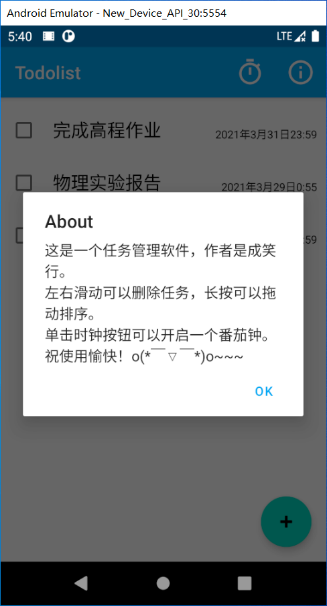 Android Emulator - New_Device_API_30:5554
5:40
LTE
Todolist
完成高程作业
2021年3月31日23:59
物理实验报告
2021年3月29日0:55
:59
About
这是一个任务管理软件，作者是成笑
行。
左右滑动可以删除任务，长按可以拖
动排序。
单击时钟按钮可以开启一个番茄钟。
祝使用愉快！o(*￣▽￣*)o~~~
OK
+